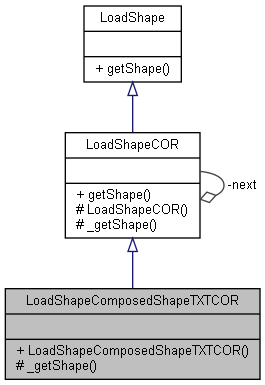 LoadShape
+ getShape()
LoadShapeCOR
+ getShape()
# LoadShapeCOR()
# _getShape()
-next
LoadShapeComposedShapeTXTCOR
+ LoadShapeComposedShapeTXTCOR()
# _getShape()